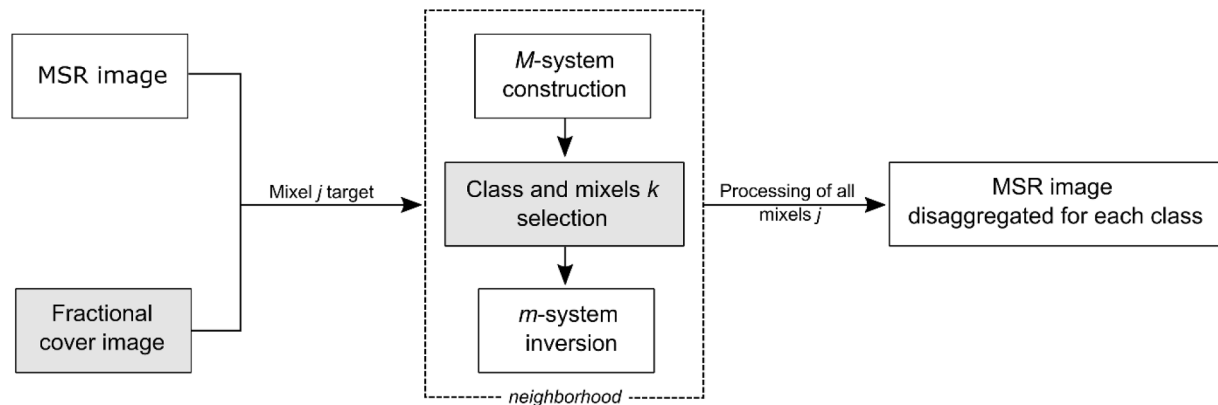 MSR image
Fractional
cover image
Mixel j target
M-system
construction
Class and mixels k
selection
m-system
inversion
neighborhood
Processing of all
mixels j
MSR image
disaggregated for each class